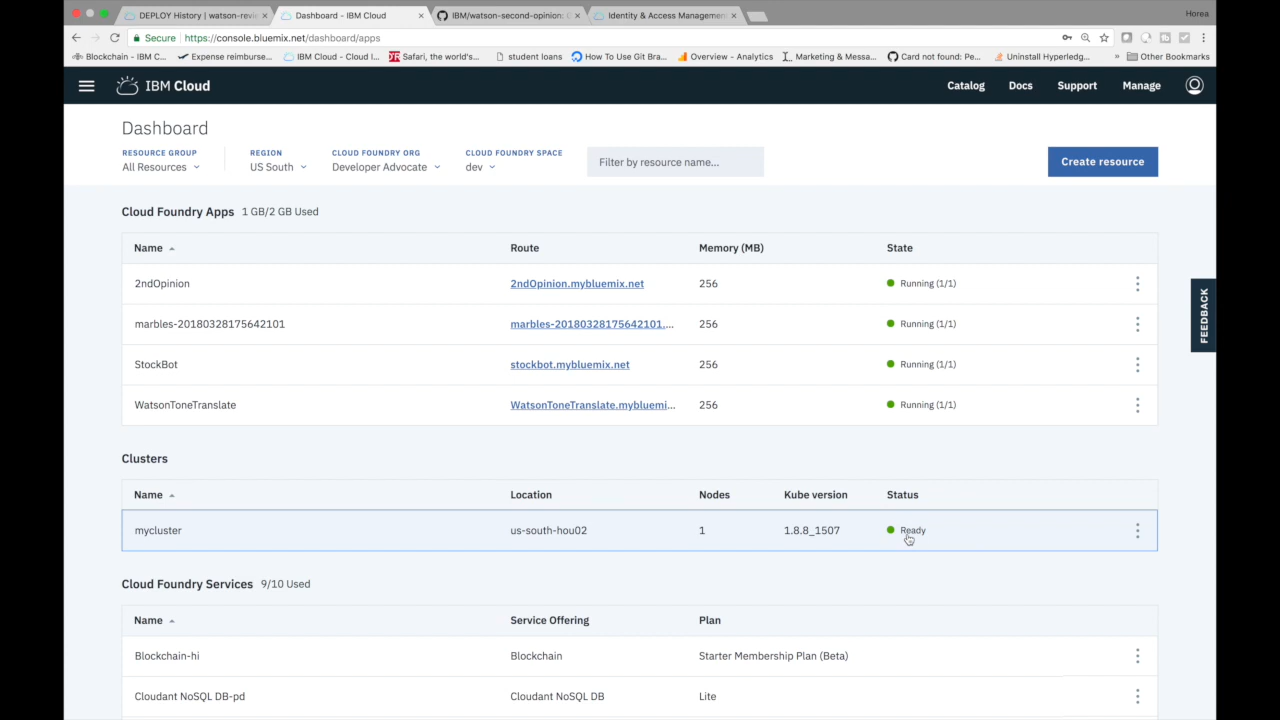 DEPLOY History | watson-revie
Dashboard - IBM Cloud
IBM/watson-second-opinion: C
Identity & Access Management
Horea
Secure
https://console.bluemix.net/dashboard/apps
Blockchain – IBM C...
Expense reimburse...
IBM Cloud - Cloud I...
Safari, the world's...
student loans
How To Use Git Bra...
Overview - Analytics
Marketing & Messa...
Card not found: Pe...
Uninstall Hyperledg...
»
Other Bookmarks
IBM Cloud
Catalog
Docs
Support
Manage
Dashboard
RESOURCE GROUP
All Resources
REGION
US South
CLOUD FOUNDRY ORG
Developer Advocate
CLOUD FOUNDRY SPACE
dev
Filter by resource name...
Create resource
Cloud Foundry Apps 1 GB/2 GB Used
Name Route Memory (MB) State
2ndOpinion 2ndOpinion.mybluemix.net 256 Running (1/1)
marbles-20180328175642101 marbles-20180328175642101.... 256 Running (1/1)
StockBot stockbot.mybluemix.net 256 Running (1/1)
WatsonToneTranslate WatsonToneTranslate.mybluemi... 256 Running (1/1)
FEEDBACK
Clusters
Name Location Nodes Kube version Status
mycluster us-south-hou02 1 1.8.8_1507 Ready
Cloud Foundry Services 9/10 Used
Name Service Offering Plan
Blockchain-hi Blockchain Starter Membership Plan (Beta)
Cloudant NoSQL DB-pd Cloudant NoSQL DB Lite